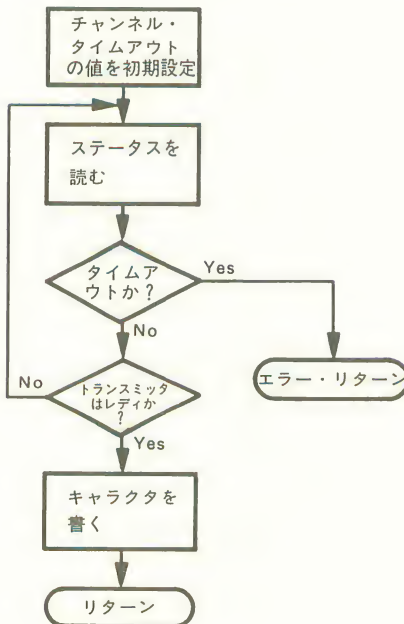 チャンネル・
タイムアウト
の値を初期設定
ステータスを
読む
タイムア
ウトか?
Yes
No
エラー・リターン
トランスミッタ
はレディか
?
No
Yes
キャラクタを
書く
リターン